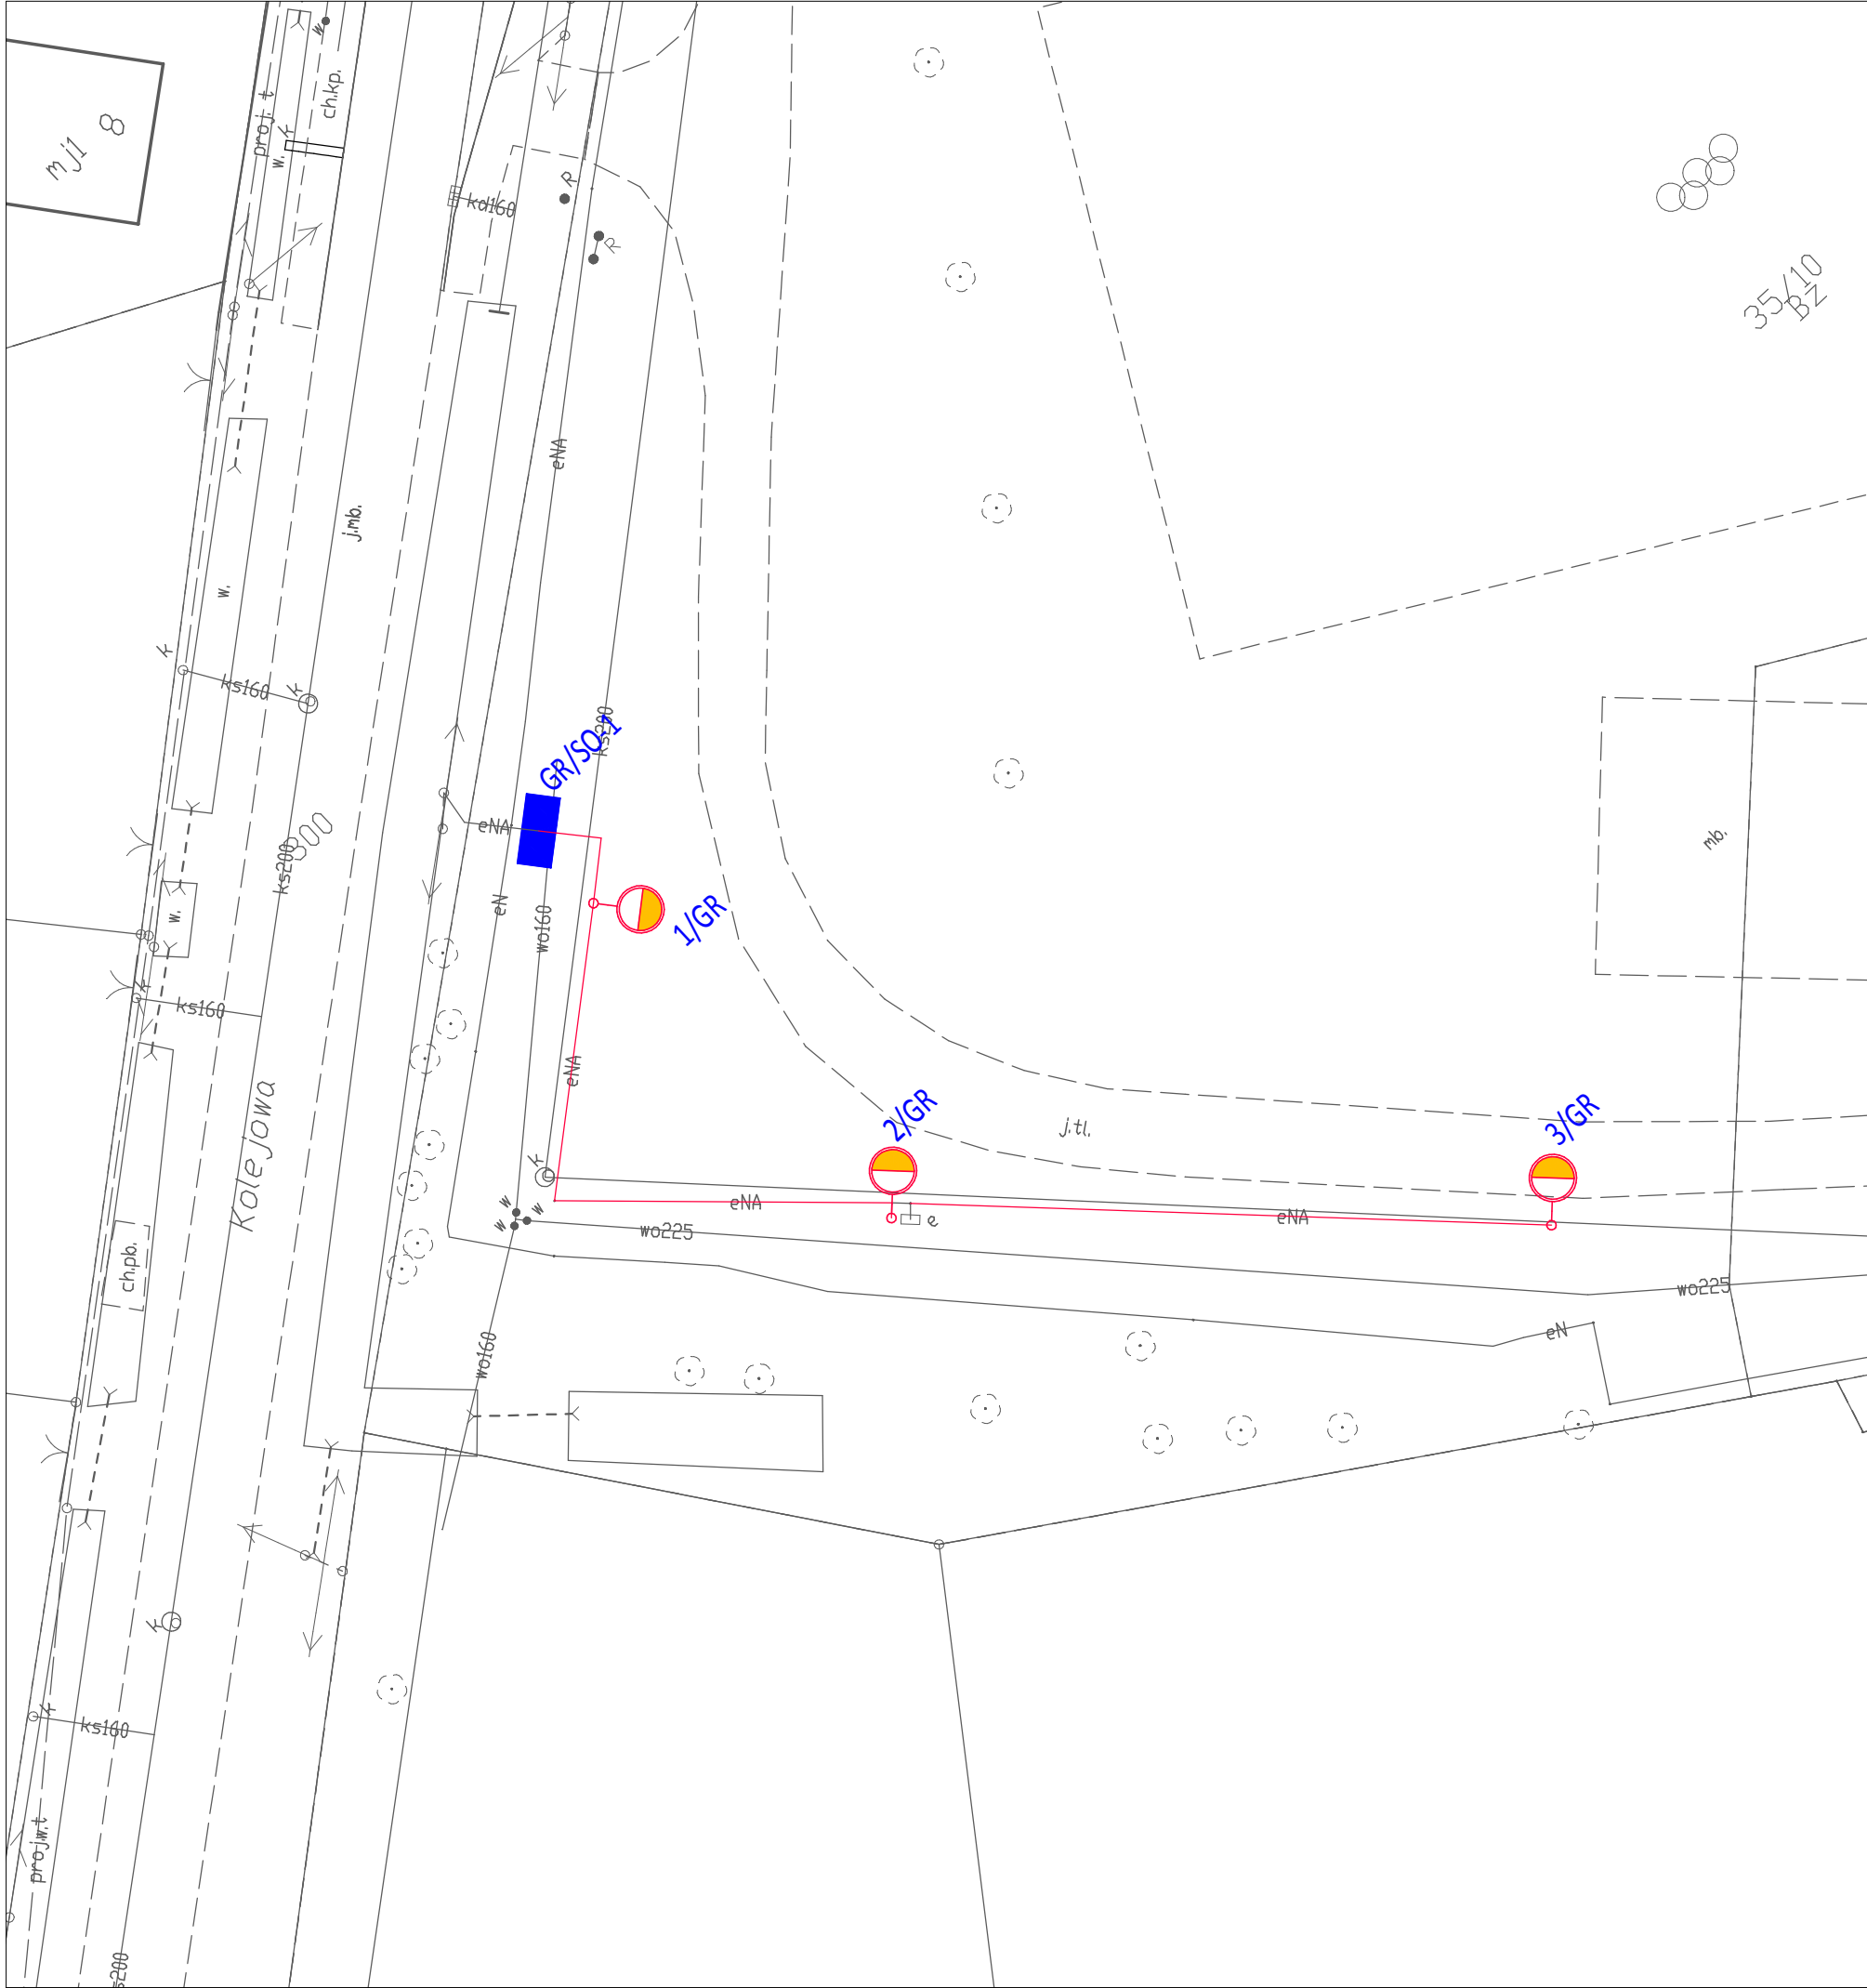 w
ch.kp.
proj. t
k
w.
8
mj1
kd160
R
R
35/10
Bz
eNA
j.mb.
w.
k
ks160
k
ks200
GR/SO-1
eNA
300
ks200
mb.
eN
wo160
1/GR
w.
k
ks160
eNA
Kolejowa
2/GR
3/GR
j.tl.
k
w
w
w
eNA
e
eNA
wo225
ch.pb.
wo225
eN
wo160
k
k
ks160
proj.w.t
s200